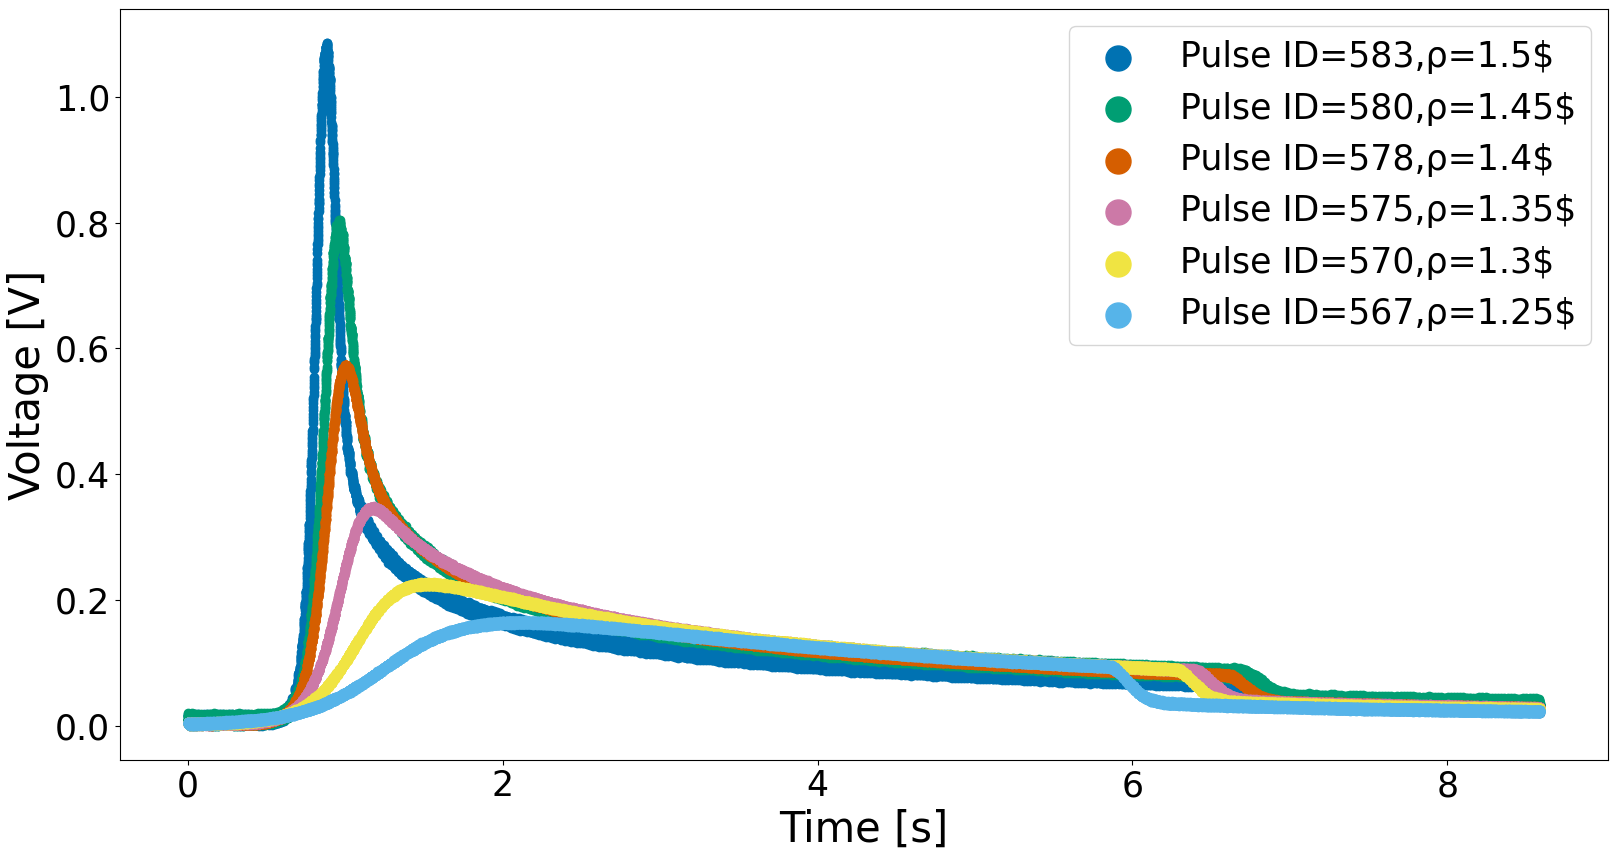 Pulse ID=583,ρ=1.5$
Pulse ID=580,ρ=1.45$
Pulse ID=578,ρ=1.4$
Pulse ID=575,ρ=1.35$
Pulse ID=570,ρ=1.3$
Pulse ID=567,ρ=1.25$
Voltage [V]
1.0
0.8
0.6
0.4
0.2
0.0
0 2 4 6 8
Time [s]